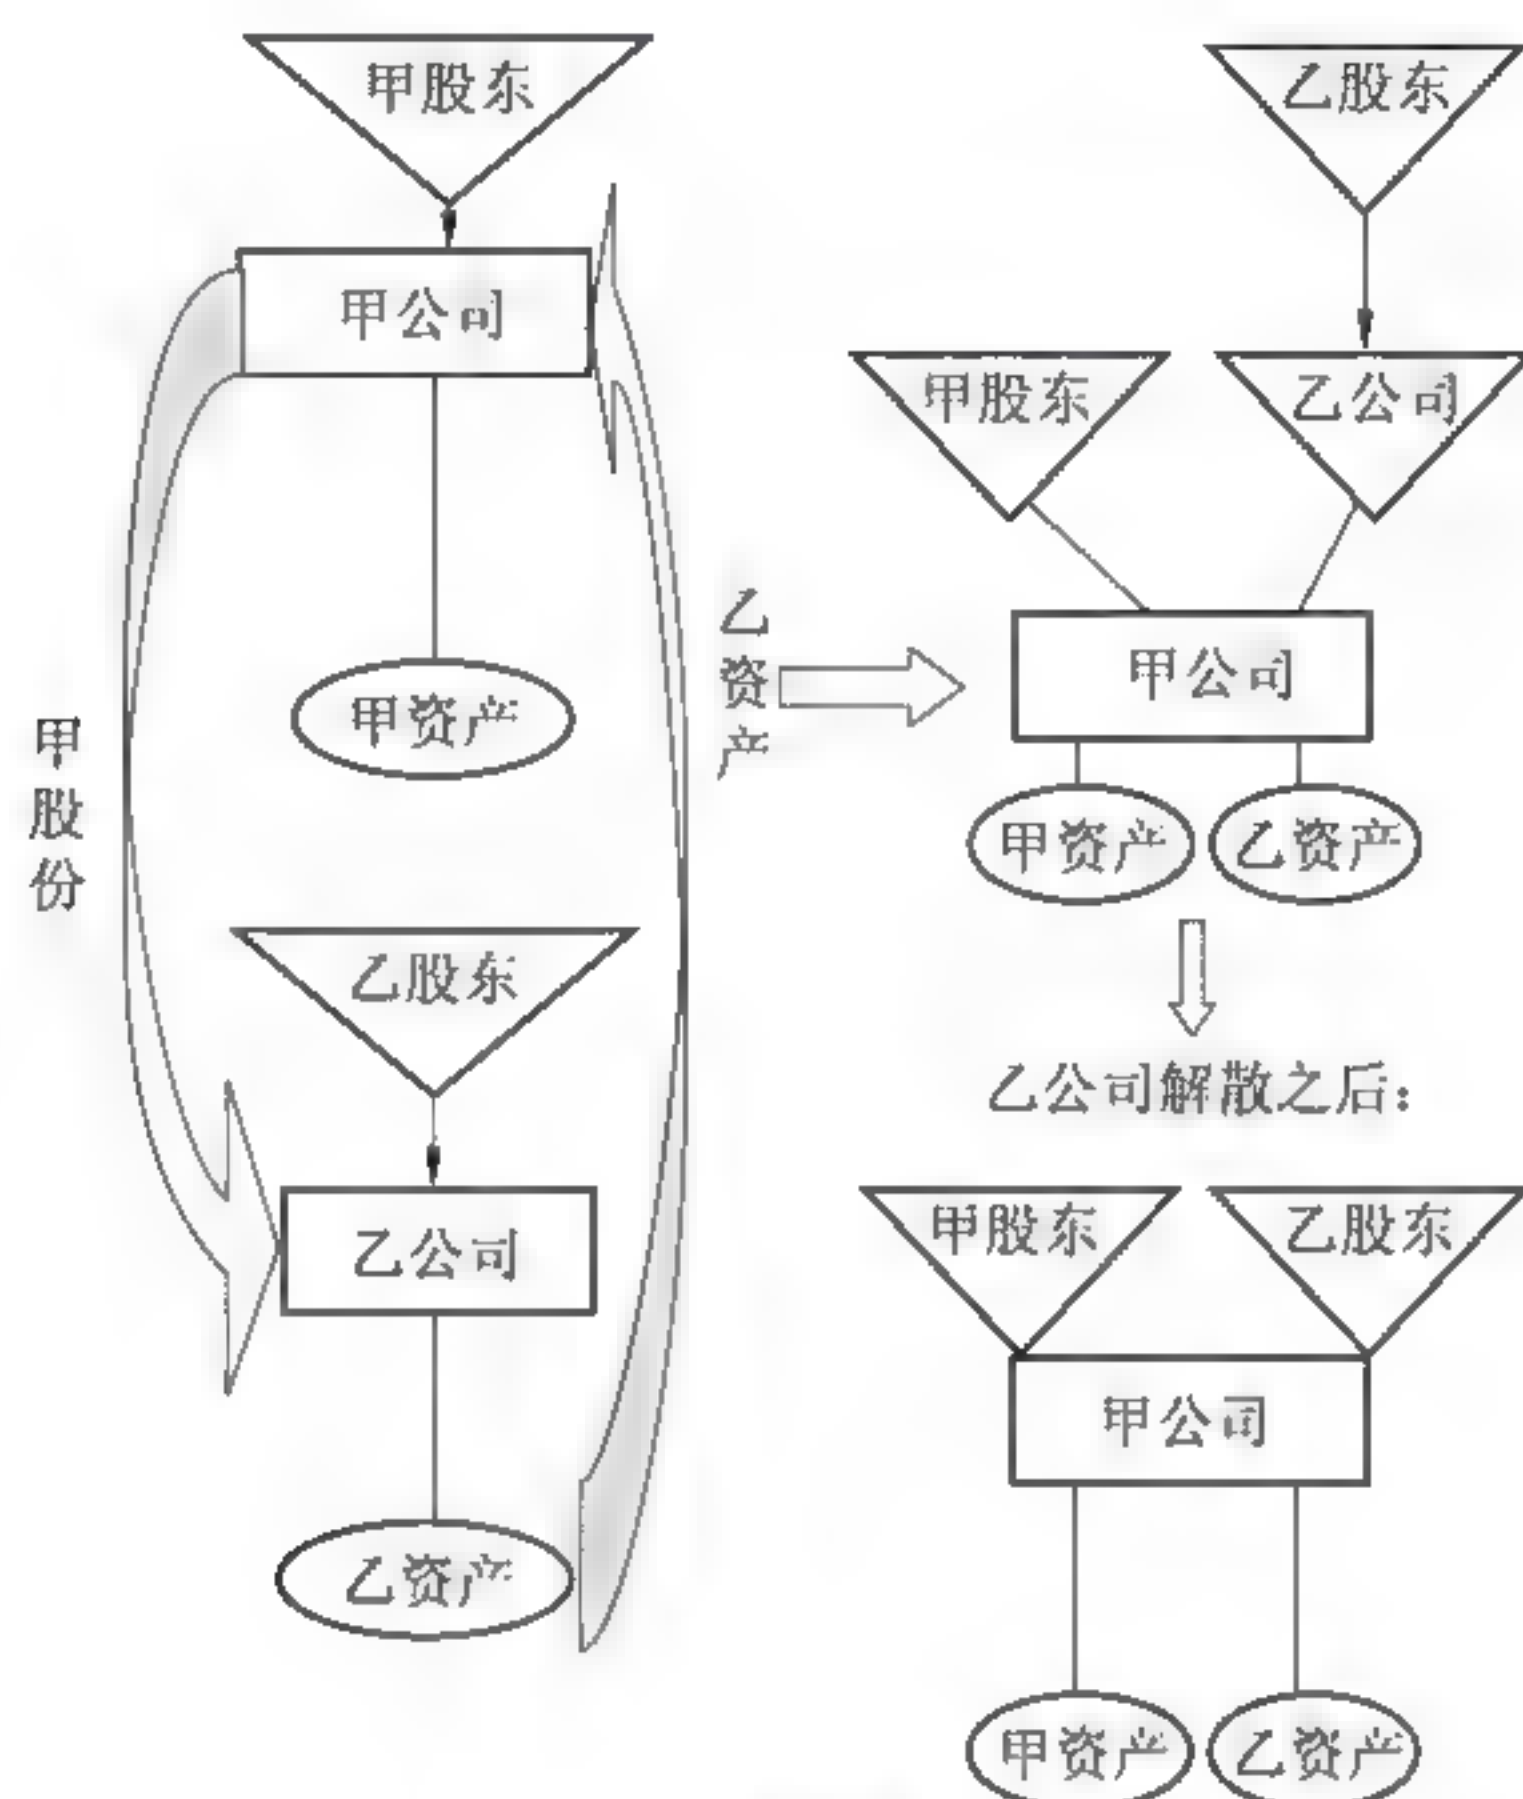 甲股东
甲公司
甲资产
甲股份
乙股东
乙公司
乙资产
乙资产
乙股东
甲股东
乙公司
甲公司
甲资产
乙资产
乙公司解散之后：
甲股东
乙股东
甲公司
甲资产
乙资产